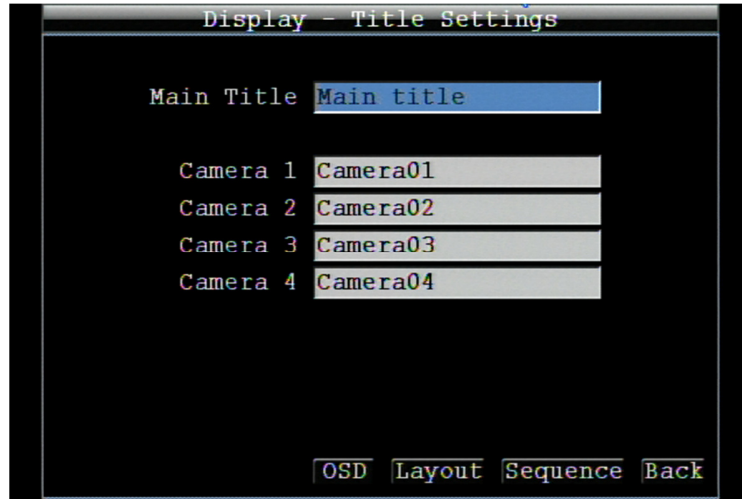 Display - Title Settings
Main Title Main title
Camera 1 Camera01
Camera 2 Camera02
Camera 3 Camera03
Camera 4 Camera04
OSD Layout Sequence Back